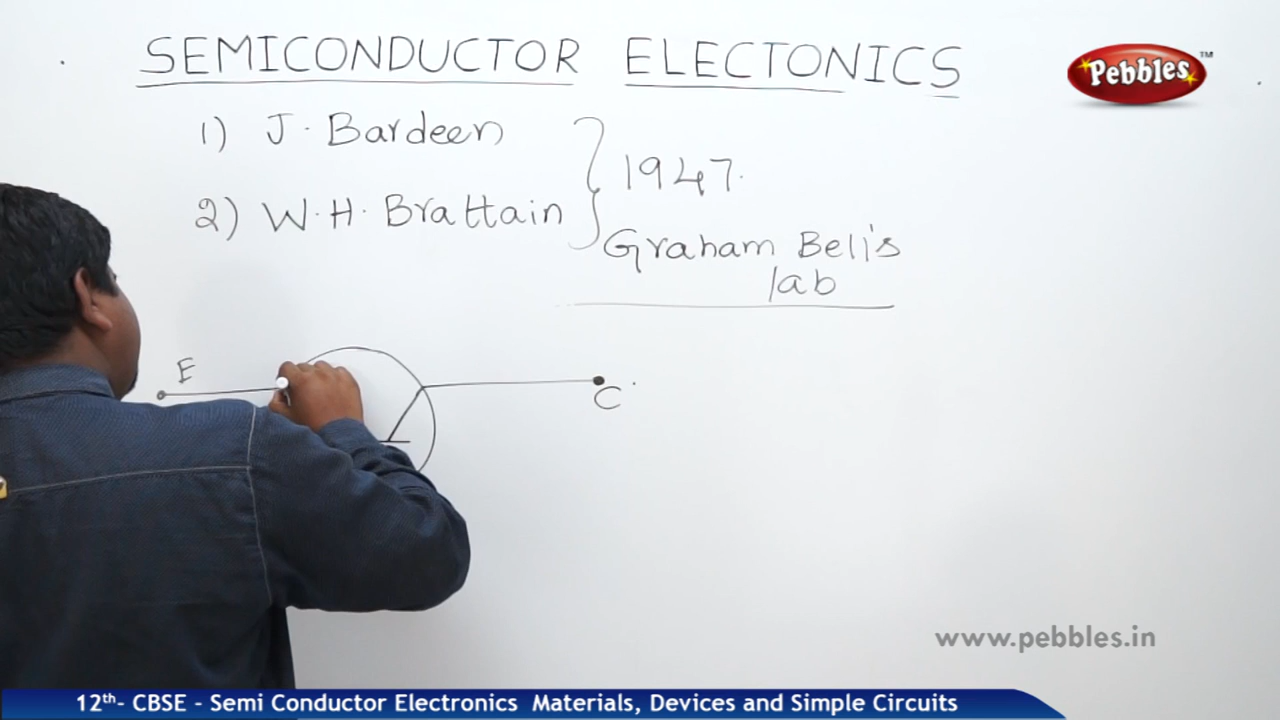 SEMICONDUCTOR ELECTONICS
Pebbles™
1) J. Bardeen
1947.
2) W.H. Brattain
Graham Bell's
lab
E
C
www.pebbles.in
12th- CBSE - Semi Conductor Electronics Materials, Devices and Simple Circuits